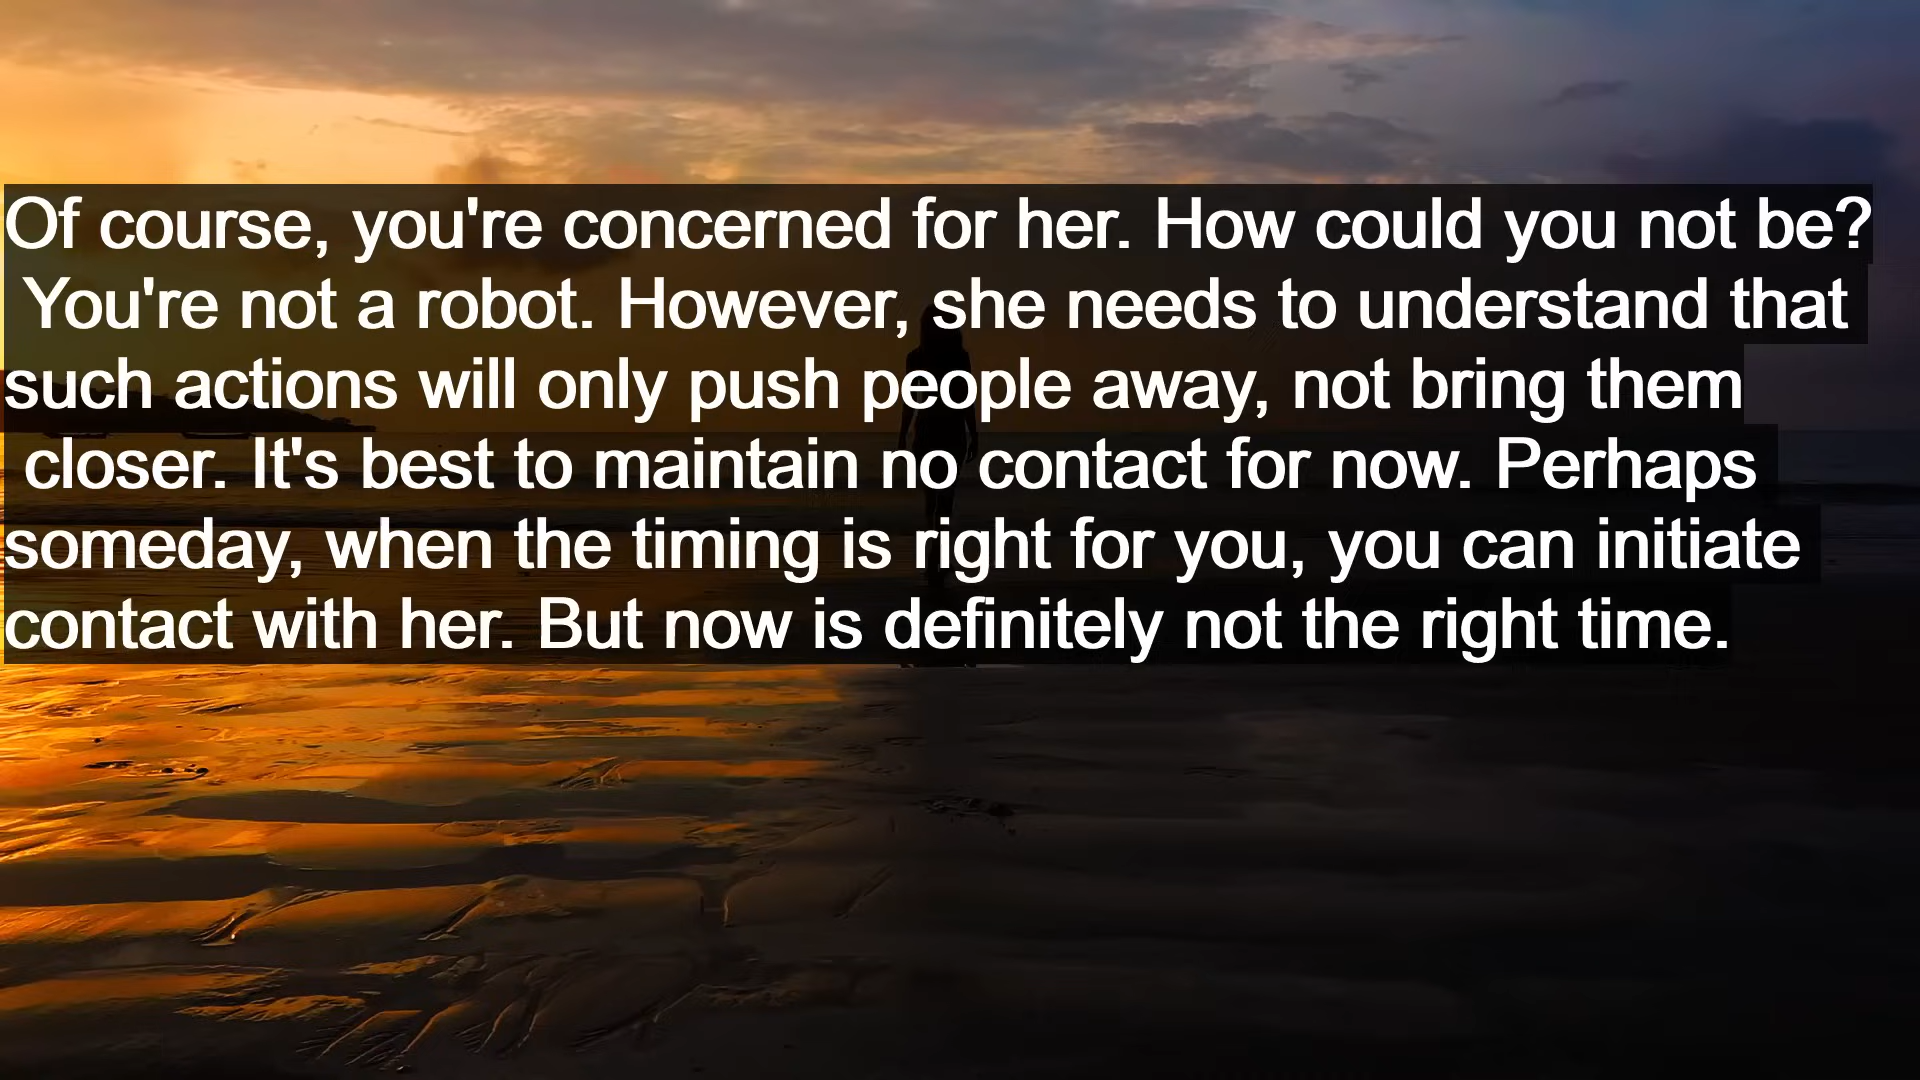 Of course, you're concerned for her. How could you not be?
You're not a robot. However, she needs to understand that
such actions will only push people away, not bring them
closer. It's best to maintain no contact for now. Perhaps
someday, when the timing is right for you, you can initiate
contact with her. But now is definitely not the right time.